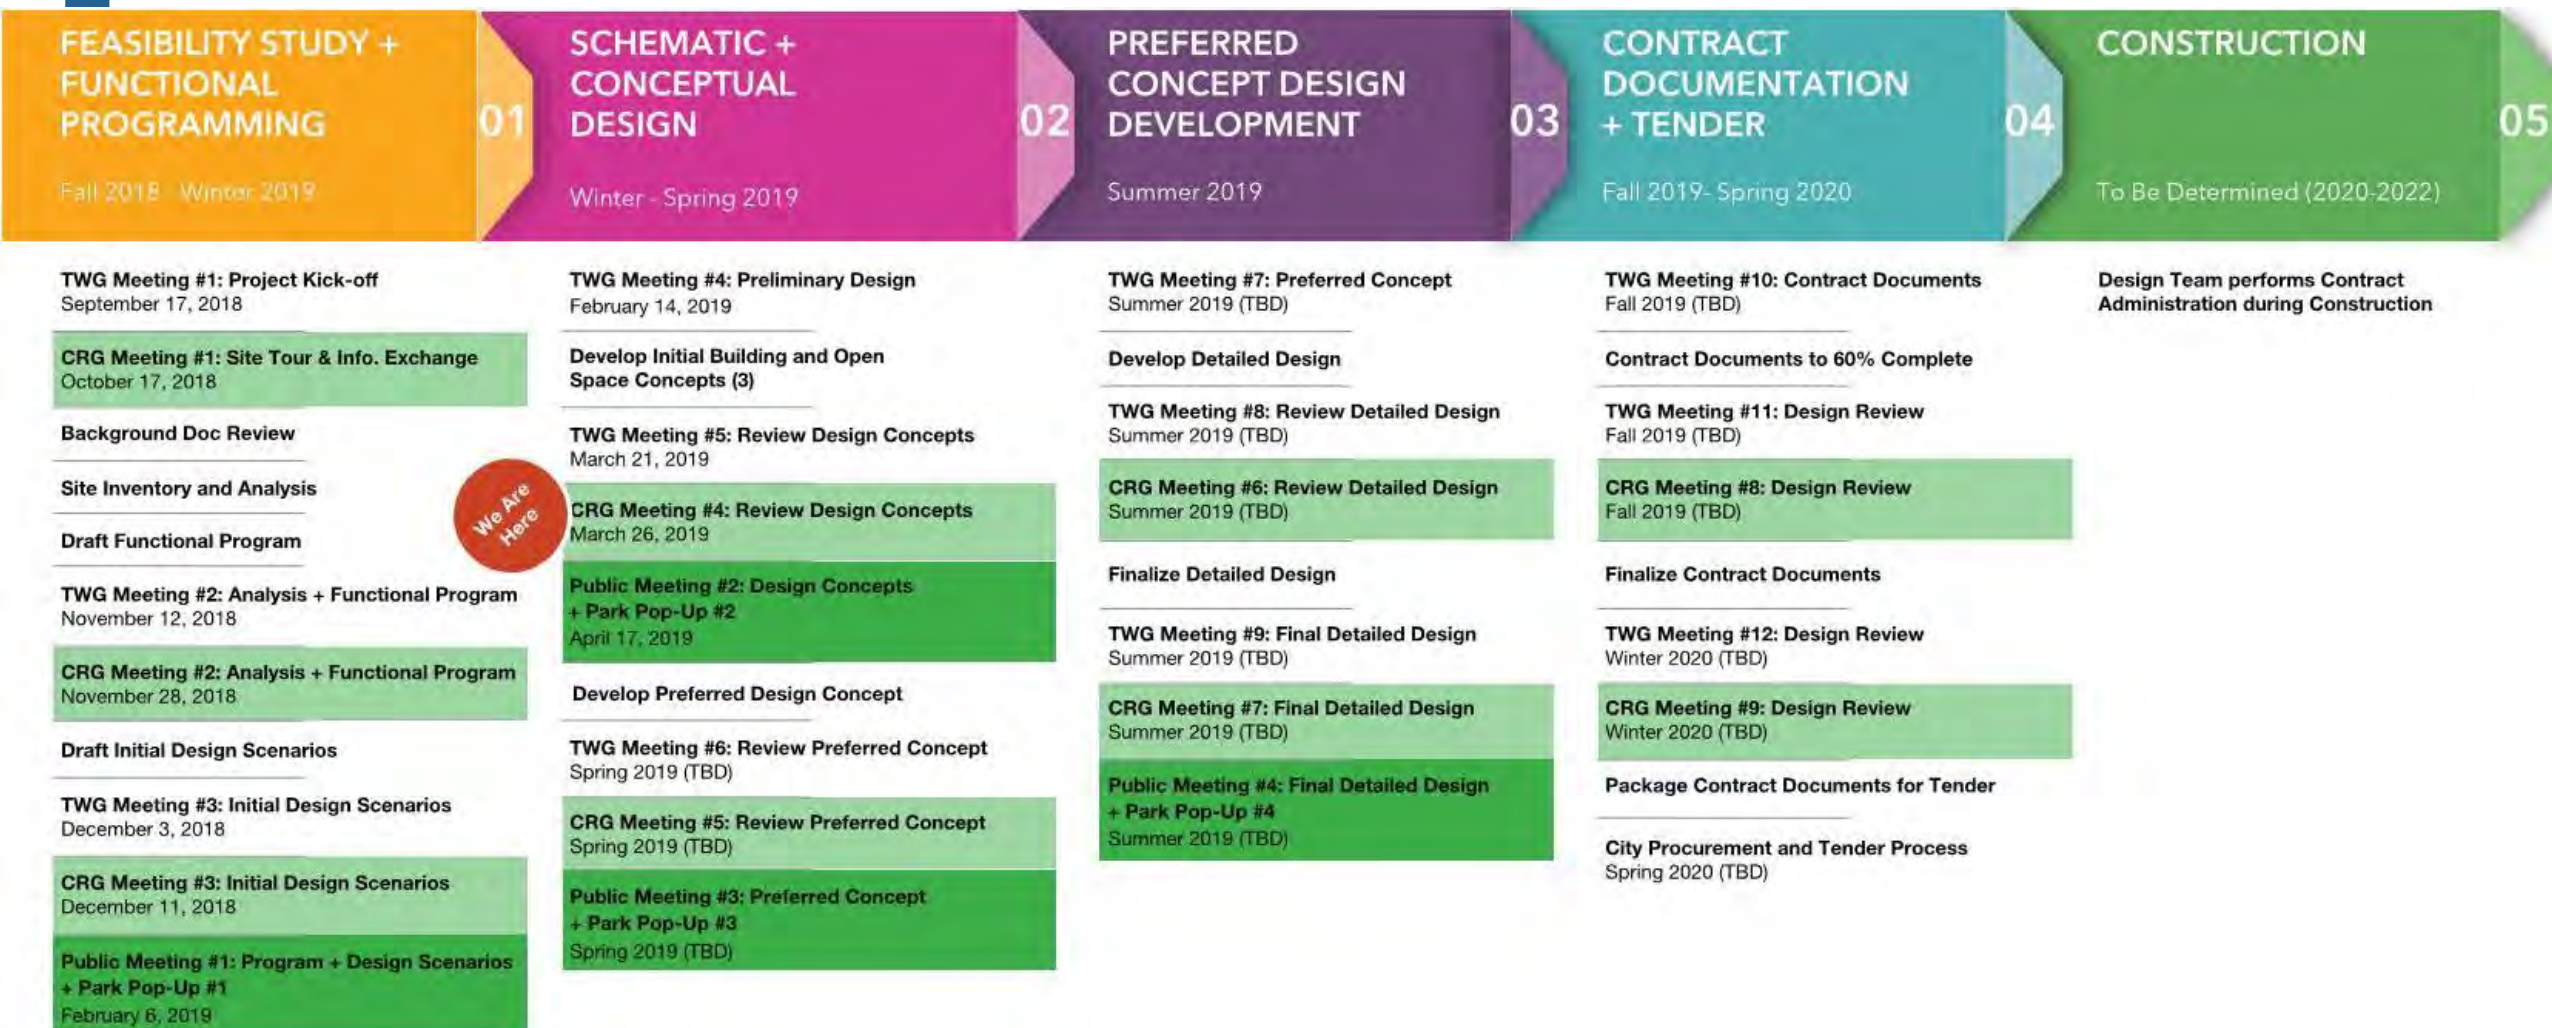 FEASIBILITY STUDY +
FUNCTIONAL
PROGRAMMING
Fall 2018 - Winter 2019
01
SCHEMATIC +
CONCEPTUAL
DESIGN
Winter - Spring 2019
02
PREFERRED
CONCEPT DESIGN
DEVELOPMENT
Summer 2019
03
CONTRACT
DOCUMENTATION
+ TENDER
Fall 2019- Spring 2020
04
CONSTRUCTION
To Be Determined (2020-2022)
05
TWG Meeting #1: Project Kick-off
September 17, 2018
CRG Meeting #1: Site Tour & Info. Exchange
October 17, 2018
Background Doc Review
Site Inventory and Analysis
Draft Functional Program
TWG Meeting #2: Analysis + Functional Program
November 12, 2018
CRG Meeting #2: Analysis + Functional Program
November 28, 2018
Draft Initial Design Scenarios
TWG Meeting #3: Initial Design Scenarios
December 3, 2018
CRG Meeting #3: Initial Design Scenarios
December 11, 2018
Public Meeting #1: Program + Design Scenarios
+ Park Pop-Up #1
February 6, 2019
We Are
Here
TWG Meeting #4: Preliminary Design
February 14, 2019
Develop Initial Building and Open
Space Concepts (3)
TWG Meeting #5: Review Design Concepts
March 21, 2019
CRG Meeting #4: Review Design Concepts
March 26, 2019
Public Meeting #2: Design Concepts
+ Park Pop-Up #2
April 17, 2019
Develop Preferred Design Concept
TWG Meeting #6: Review Preferred Concept
Spring 2019 (TBD)
CRG Meeting #5: Review Preferred Concept
Spring 2019 (TBD)
Public Meeting #3: Preferred Concept
+ Park Pop-Up #3
Spring 2019 (TBD)
TWG Meeting #7: Preferred Concept
Summer 2019 (TBD)
Develop Detailed Design
TWG Meeting #8: Review Detailed Design
Summer 2019 (TBD)
CRG Meeting #6: Review Detailed Design
Summer 2019 (TBD)
Finalize Detailed Design
TWG Meeting #9: Final Detailed Design
Summer 2019 (TBD)
CRG Meeting #7: Final Detailed Design
Summer 2019 (TBD)
Public Meeting #4: Final Detailed Design
+ Park Pop-Up #4
Summer 2019 (TBD)
TWG Meeting #10: Contract Documents
Fall 2019 (TBD)
Contract Documents to 60% Complete
TWG Meeting #11: Design Review
Fall 2019 (TBD)
CRG Meeting #8: Design Review
Fall 2019 (TBD)
Finalize Contract Documents
TWG Meeting #12: Design Review
Winter 2020 (TBD)
CRG Meeting #9: Design Review
Winter 2020 (TBD)
Package Contract Documents for Tender
City Procurement and Tender Process
Spring 2020 (TBD)
Design Team performs Contract
Administration during Construction